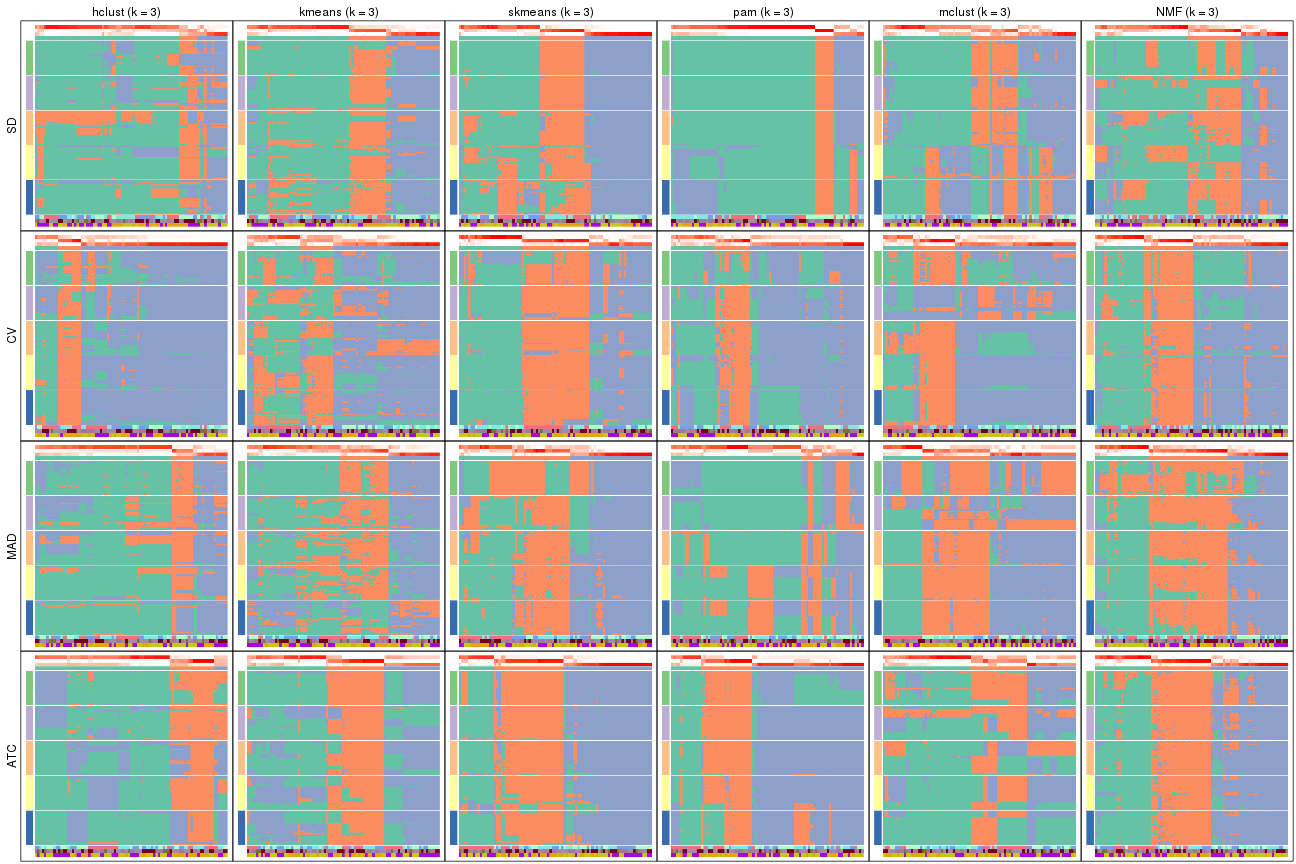 hclust (k = 3) kmeans (k = 3) skmeans (k = 3) pam (k = 3) mclust (k = 3) NMF (k = 3)
SD
CV
MAD
ATC